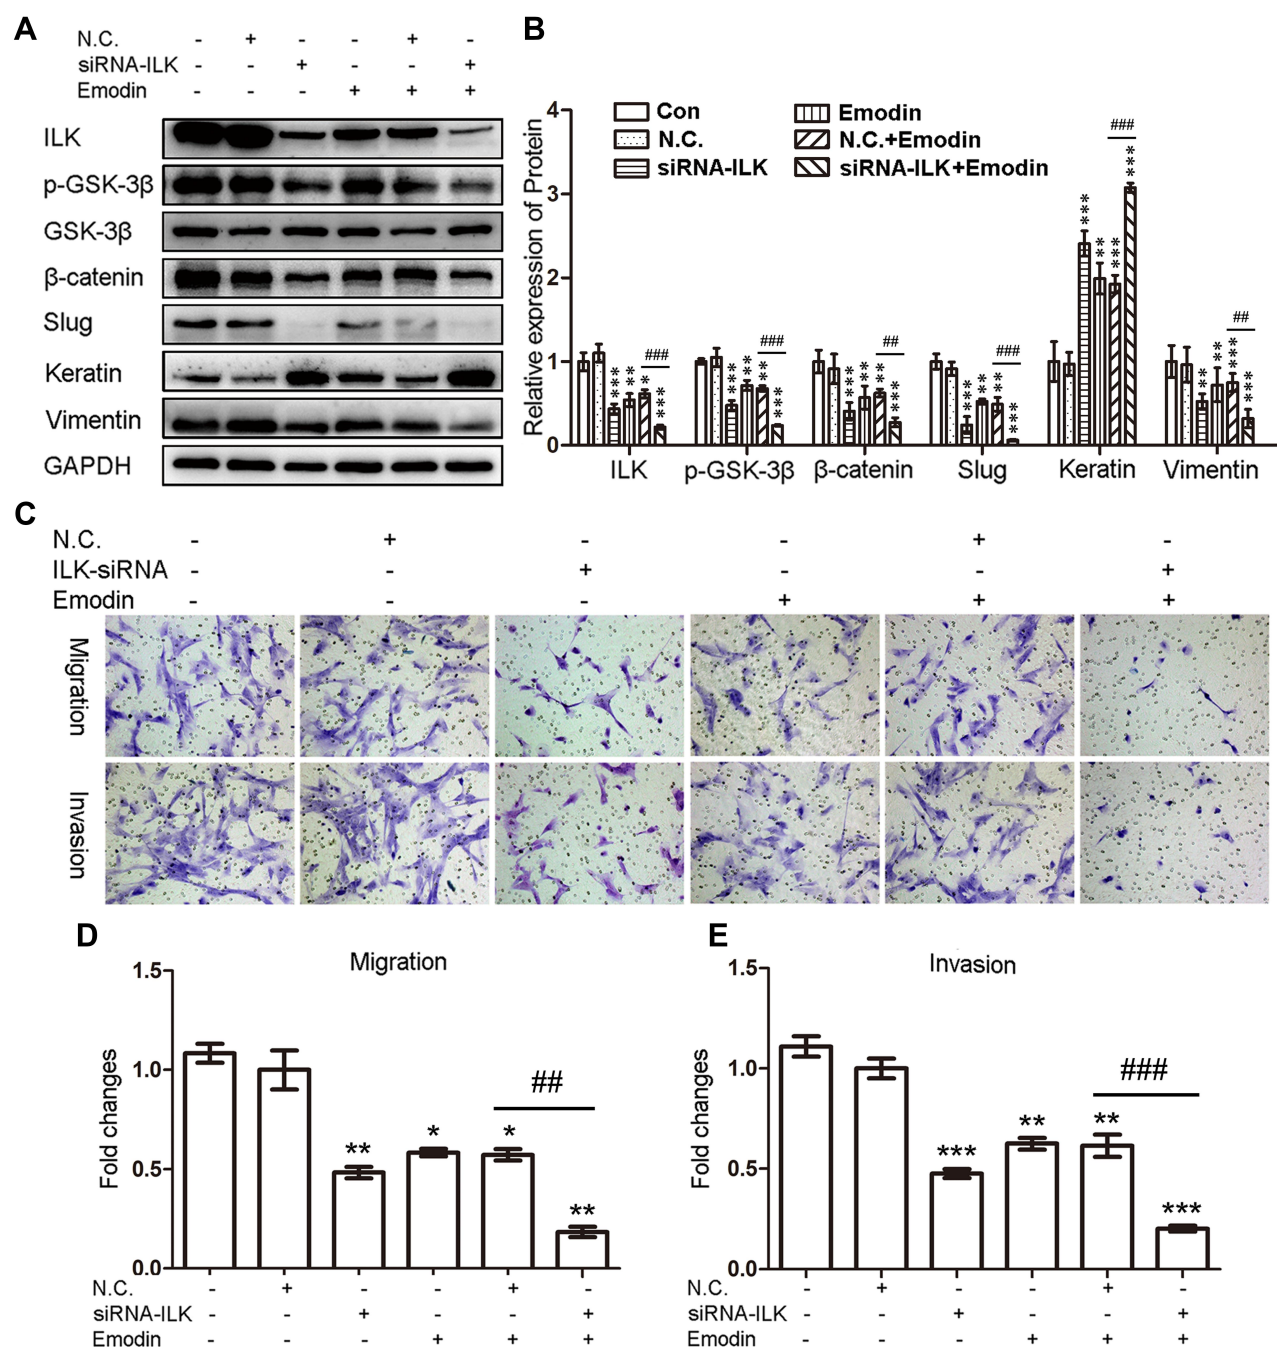 A
N.C. - + - - + -
siRNA-ILK - - + - - +
Emodin - - - + + +
ILK
p-GSK-3β
GSK-3β
β-catenin
Slug
Keratin
Vimentin
GAPDH
B
Relative expression of Protein
4
3
2
1
0
Con
N.C.
siRNA-ILK
Emodin
N.C.+Emodin
siRNA-ILK+Emodin
*** ** ** *** ###
*** ** ** *** ###
*** ** ** *** ##
*** ** ** *** ###
*** ** *** *** ###
** ** *** *** ##
ILK p-GSK-3β β-catenin Slug Keratin Vimentin
C
N.C. - + - - + -
ILK-siRNA - - + - - +
Emodin - - - + + +
Migration
Invasion
D
Migration
Fold changes
1.5
1.0
0.5
0.0
** * * **
##
N.C. - + - - + -
siRNA-ILK - - + - - +
Emodin - - - + + +
E
Invasion
Fold changes
1.5
1.0
0.5
0.0
*** ** ** ***
###
N.C. - + - - + -
siRNA-ILK - - + - - +
Emodin - - - + + +